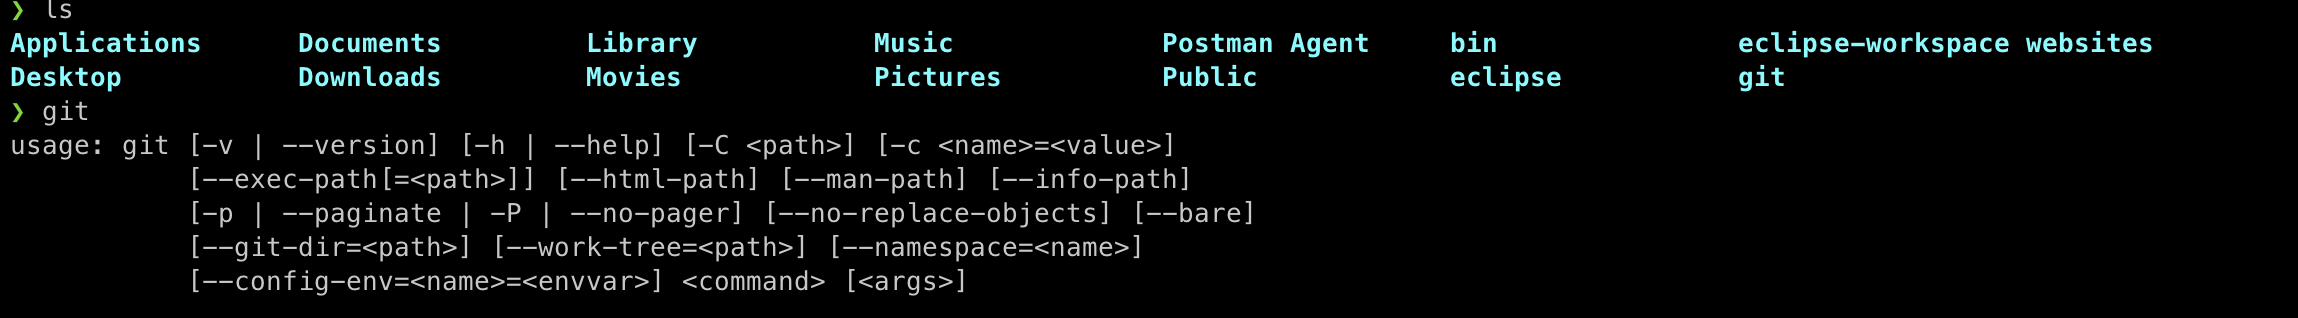 ❯ ls
Applications Documents Library Music Postman Agent bin eclipse-workspace websites
Desktop Downloads Movies Pictures Public eclipse git
❯ git
usage: git [-v | --version] [-h | --help] [-C <path>] [-c <name>=<value>]
[--exec-path[=<path>]] [--html-path] [--man-path] [--info-path]
[-p | --paginate | -P | --no-pager] [--no-replace-objects] [--bare]
[--git-dir=<path>] [--work-tree=<path>] [--namespace=<name>]
[--config-env=<name>=<envvar>] <command> [<args>]